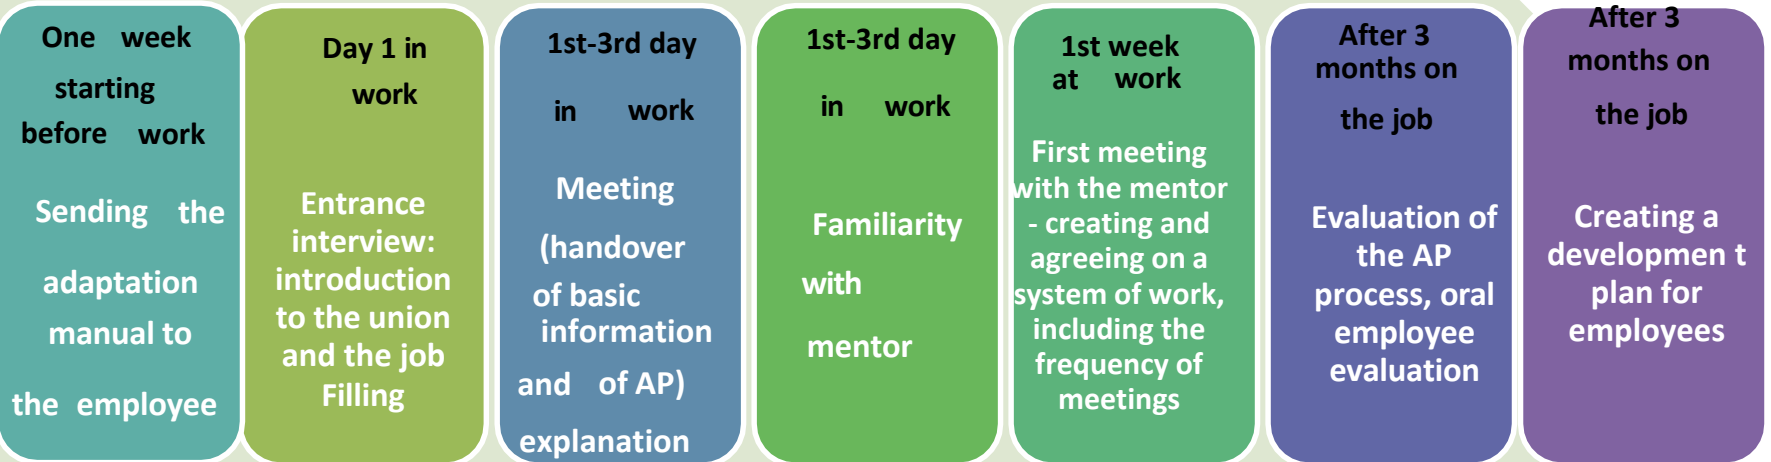 One week
starting
before work
Sending the
adaptation
manual to
the employee
Day 1 in
work
Entrance
interview:
introduction
to the union
and the job
Filling
1st-3rd day
in work
Meeting
(handover
of basic
information
and of AP)
explanation
1st-3rd day
in work
Familiarity
with
mentor
1st week
at work
First meeting
with the mentor
- creating and
agreeing on a
system of work,
including the
frequency of
meetings
After 3
months on
the job
Evaluation of
the AP
process, oral
employee
evaluation
After 3
months on
the job
Creating a
developmen t
plan for
employees